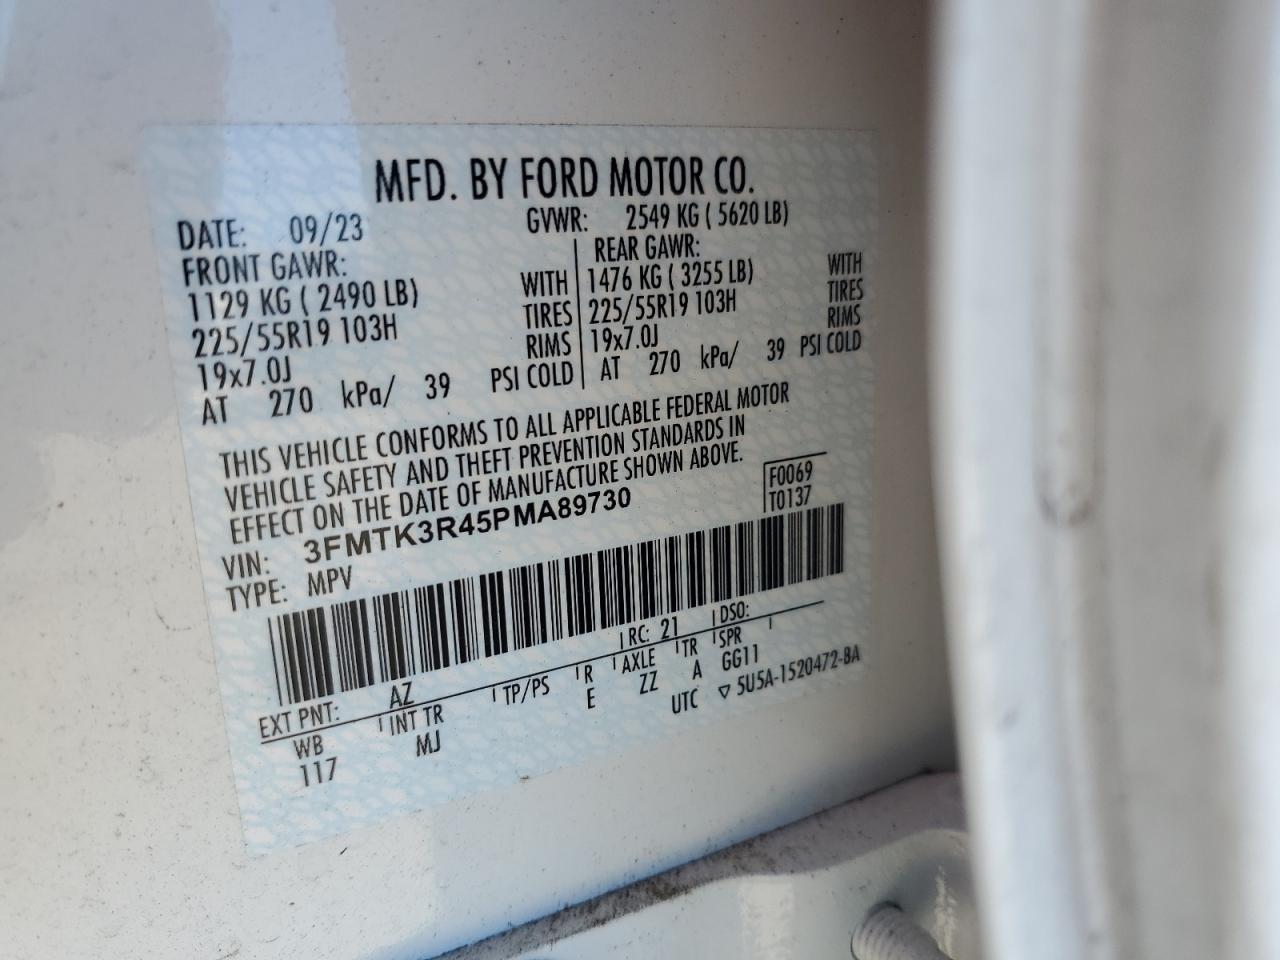 MFD. BY FORD MOTOR CO.
DATE: 09/23 GVWR: 2549 KG ( 5620 LB)
FRONT GAWR: REAR GAWR:
1129 KG ( 2490 LB) WITH 1476 KG ( 3255 LB) WITH
225/55R19 103H TIRES 225/55R19 103H TIRES
19x7.0J RIMS 19x7.0J RIMS
AT 270 kPa/ 39 PSI COLD AT 270 kPa/ 39 PSI COLD
THIS VEHICLE CONFORMS TO ALL APPLICABLE FEDERAL MOTOR
VEHICLE SAFETY AND THEFT PREVENTION STANDARDS IN
EFFECT ON THE DATE OF MANUFACTURE SHOWN ABOVE.
F0069
VIN: 3FMTK3R45PMA89730 T0137
TYPE: MPV
EXT PNT: AZ RC: 21 DSO:
WB INT TR TP/PS R AXLE TR SPR
117 MJ E ZZ A GG11
UTC ▽ 5U5A-1520472-BA